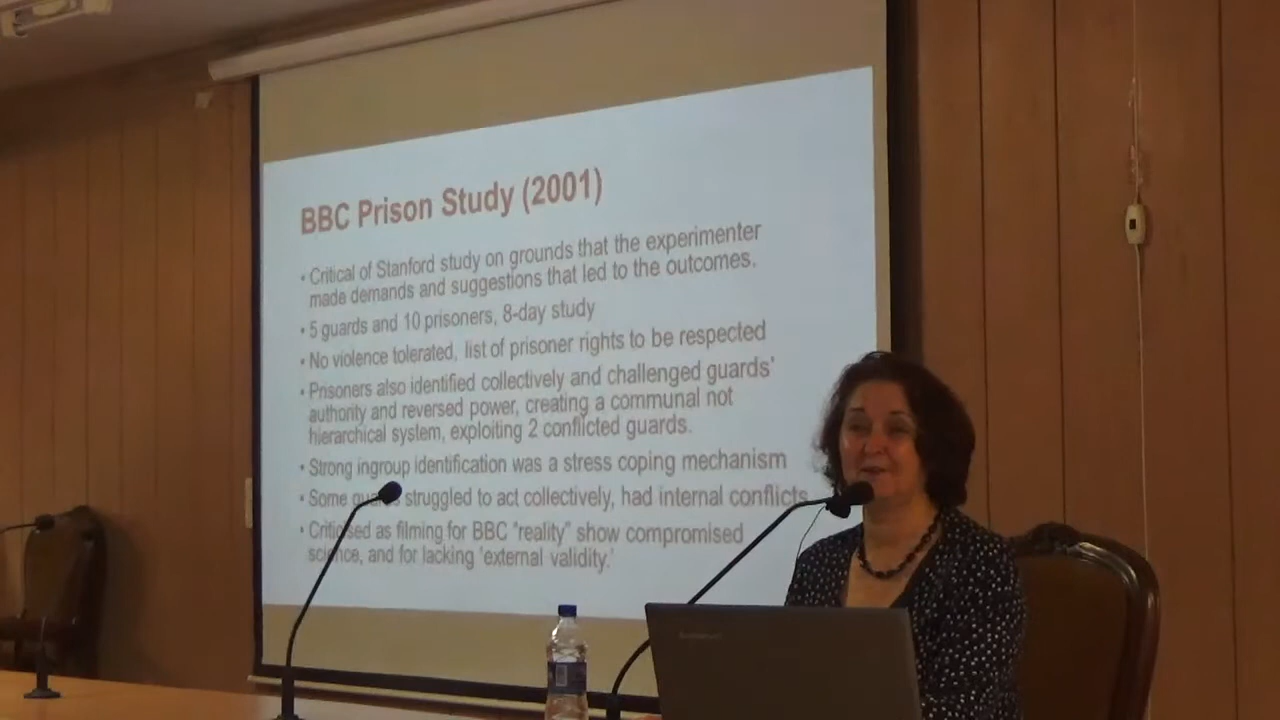 BBC Prison Study (2001)
• Critical of Stanford study on grounds that the experimenter
made demands and suggestions that led to the outcomes.
• 5 guards and 10 prisoners, 8-day study
• No violence tolerated, list of prisoner rights to be respected
• Prisoners also identified collectively and challenged guards'
authority and reversed power, creating a communal not
hierarchical system, exploiting 2 conflicted guards.
• Strong ingroup identification was a stress coping mechanism
• Some guards struggled to act collectively, had internal conflicts
• Criticised as filming for BBC "reality" show compromised
science, and for lacking 'external validity.'